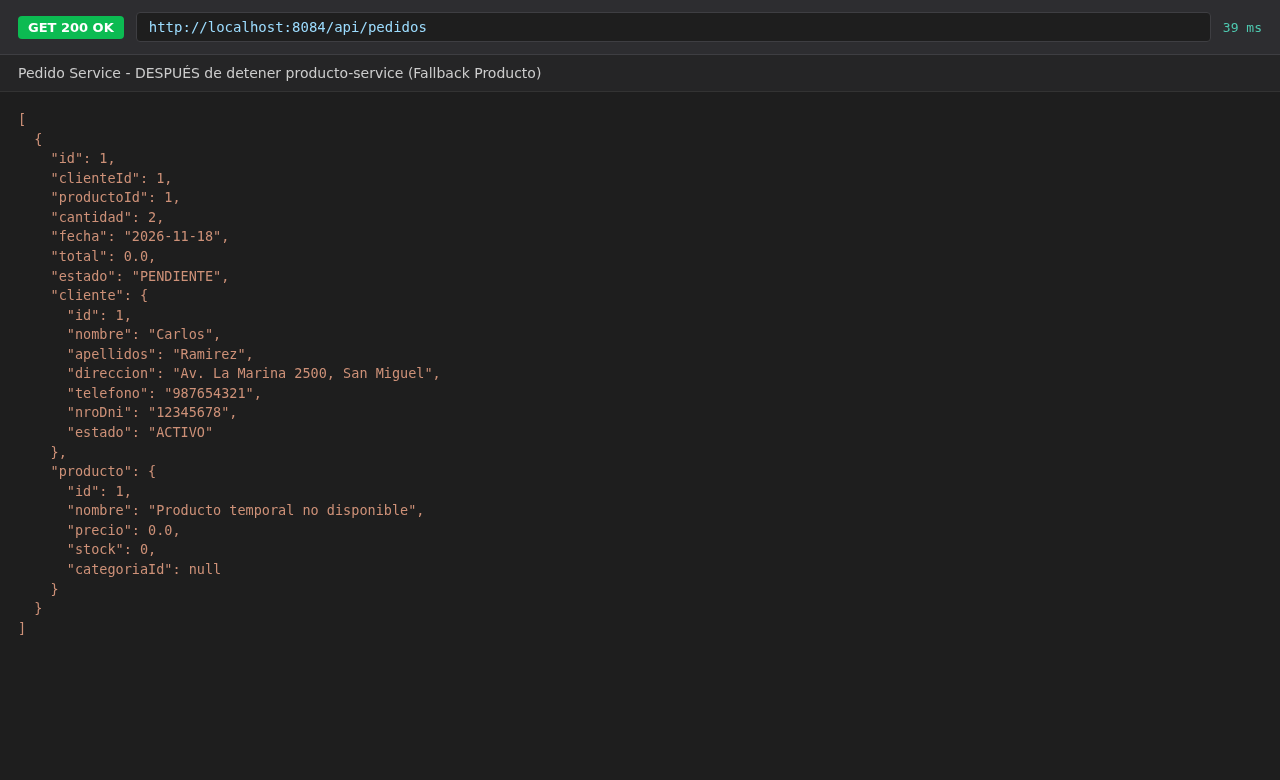 GET 200 OK http://localhost:8084/api/pedidos 39 ms
Pedido Service - DESPUÉS de detener producto-service (Fallback Producto)
[
  {
    "id": 1,
    "clienteId": 1,
    "productoId": 1,
    "cantidad": 2,
    "fecha": "2026-11-18",
    "total": 0.0,
    "estado": "PENDIENTE",
    "cliente": {
      "id": 1,
      "nombre": "Carlos",
      "apellidos": "Ramirez",
      "direccion": "Av. La Marina 2500, San Miguel",
      "telefono": "987654321",
      "nroDni": "12345678",
      "estado": "ACTIVO"
    },
    "producto": {
      "id": 1,
      "nombre": "Producto temporal no disponible",
      "precio": 0.0,
      "stock": 0,
      "categoriaId": null
    }
  }
]